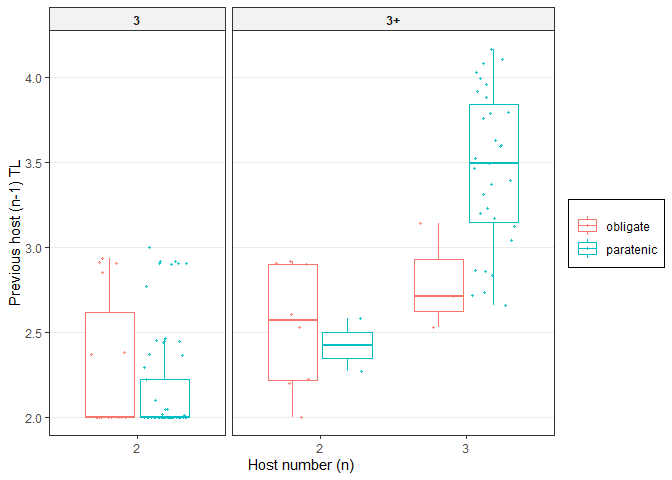 3 3+
Previous host (n-1) TL
4.0
3.5
3.0
2.5
2.0
2 2 3
Host number (n)
obligate
paratenic